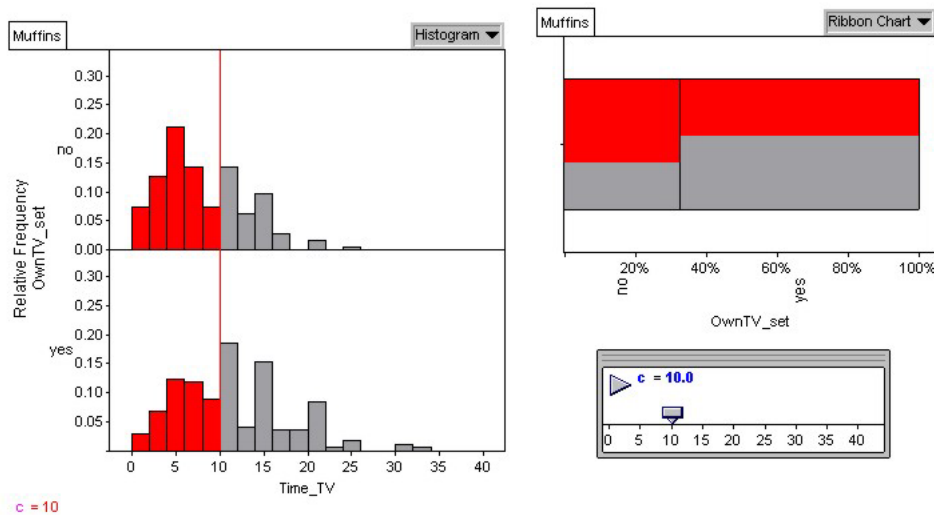 Muffins
Histogram
Relative Frequency
OwnTV_set
no
0.30
0.25
0.20
0.15
0.10
0.05
0.00
yes
0.30
0.25
0.20
0.15
0.10
0.05
0 5 10 15 20 25 30 35 40
Time_TV
c = 10
Muffins
Ribbon Chart
20% 40% 60% 80% 100%
no yes
OwnTV_set
c = 10.0
0 5 10 15 20 25 30 35 40